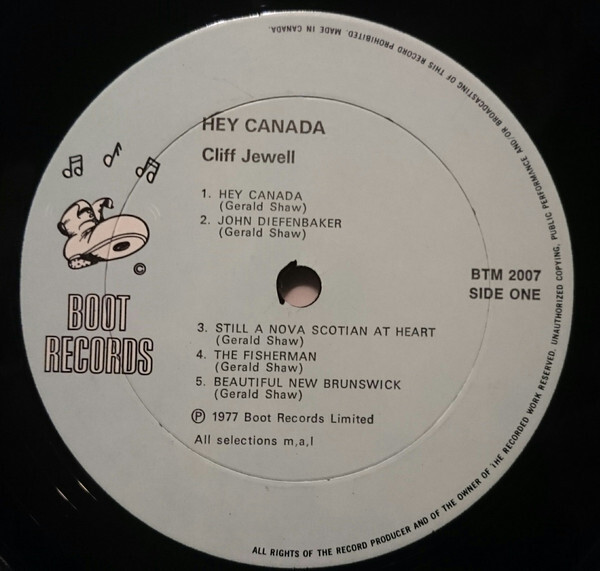 HEY CANADA
Cliff Jewell
1. HEY CANADA
(Gerald Shaw)
2. JOHN DIEFENBAKER
(Gerald Shaw)
BTM 2007
SIDE ONE
©
BOOT
RECORDS
3. STILL A NOVA SCOTIAN AT HEART
(Gerald Shaw)
4. THE FISHERMAN
(Gerald Shaw)
5. BEAUTIFUL NEW BRUNSWICK
(Gerald Shaw)
℗ 1977 Boot Records Limited
All selections m,a,l
ALL RIGHTS OF THE RECORD PRODUCER AND OF THE OWNER OF THE RECORDED WORK RESERVED. UNAUTHORIZED COPYING, PUBLIC PERFORMANCE AND/OR BROADCASTING OF THIS RECORD PROHIBITED. MADE IN CANADA.